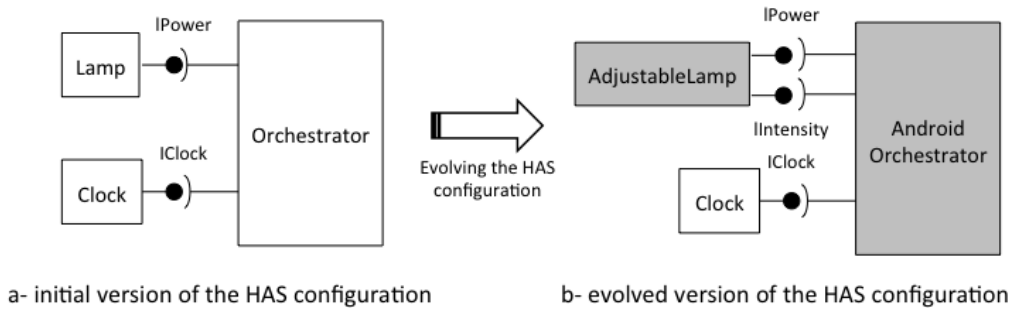 IPower
Lamp
Orchestrator
IClock
Clock
a- initial version of the HAS configuration
Evolving the HAS
configuration
IPower
AdjustableLamp
IIntensity
Android
Orchestrator
IClock
Clock
b- evolved version of the HAS configuration